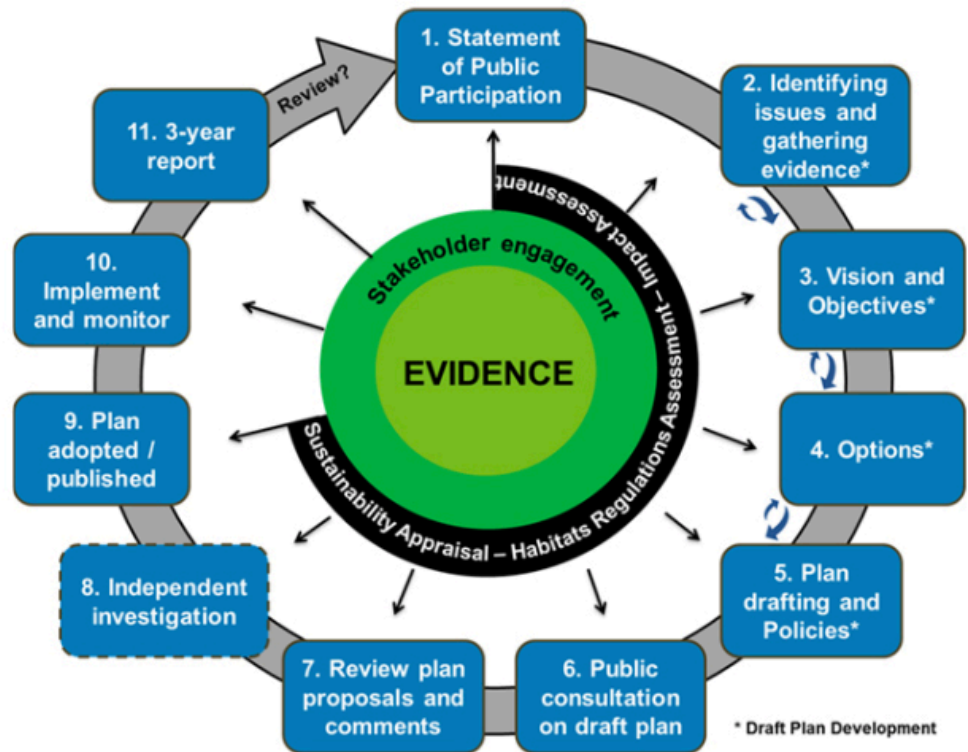 1. Statement
of Public
Participation
2. Identifying
issues and
gathering
evidence*
3. Vision and
Objectives*
4. Options*
5. Plan
drafting and
Policies*
6. Public
consultation
on draft plan
7. Review plan
proposals and
comments
8. Independent
investigation
9. Plan
adopted /
published
10.
Implement
and monitor
11. 3-year
report
Review?
Stakeholder engagement
EVIDENCE
Sustainability Appraisal – Habitats Regulations Assessment – Impact Assessment
* Draft Plan Development